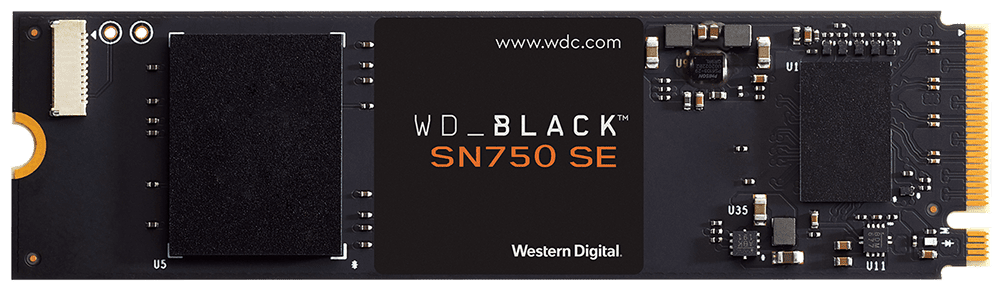 www.wdc.com
WD_BLACK™
SN750 SE
Western Digital.
U5
U1
U35
U11
M